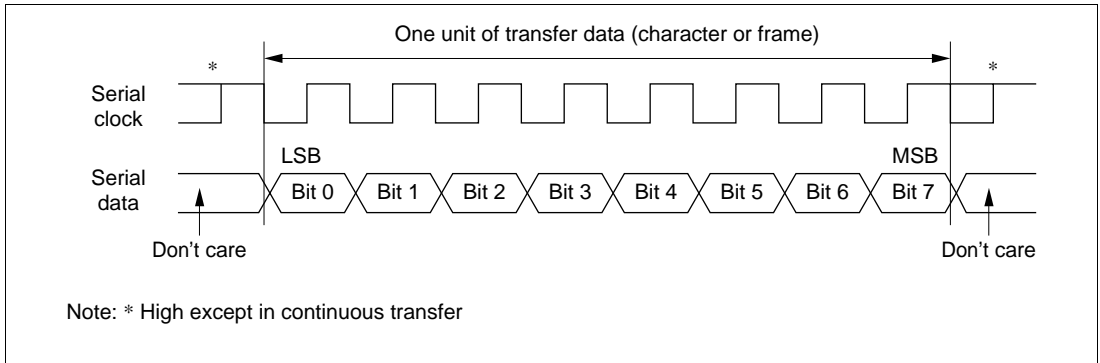 One unit of transfer data (character or frame)
* *
Serial
clock
LSB MSB
Serial
data
Bit 0 Bit 1 Bit 2 Bit 3 Bit 4 Bit 5 Bit 6 Bit 7
Don't care Don't care
Note: * High except in continuous transfer